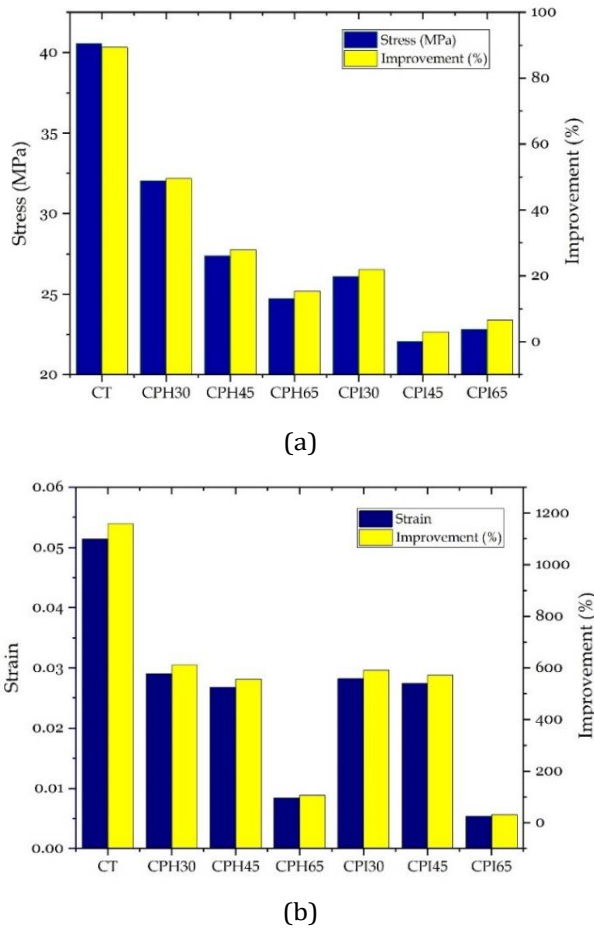 100
Stress (MPa)
Improvement (%)
40
80
35
60
30
40
20
25
0
20
CT CPH30 CPH45 CPH65 CPI30 CPI45 CPI65
Stress (MPa)
Improvement (%)
(a)
0.06
Strain
Improvement (%)
1200
0.05
1000
0.04
800
0.03
600
400
0.02
200
0.01
0
0.00
CT CPH30 CPH45 CPH65 CPI30 CPI45 CPI65
Strain
Improvement (%)
(b)